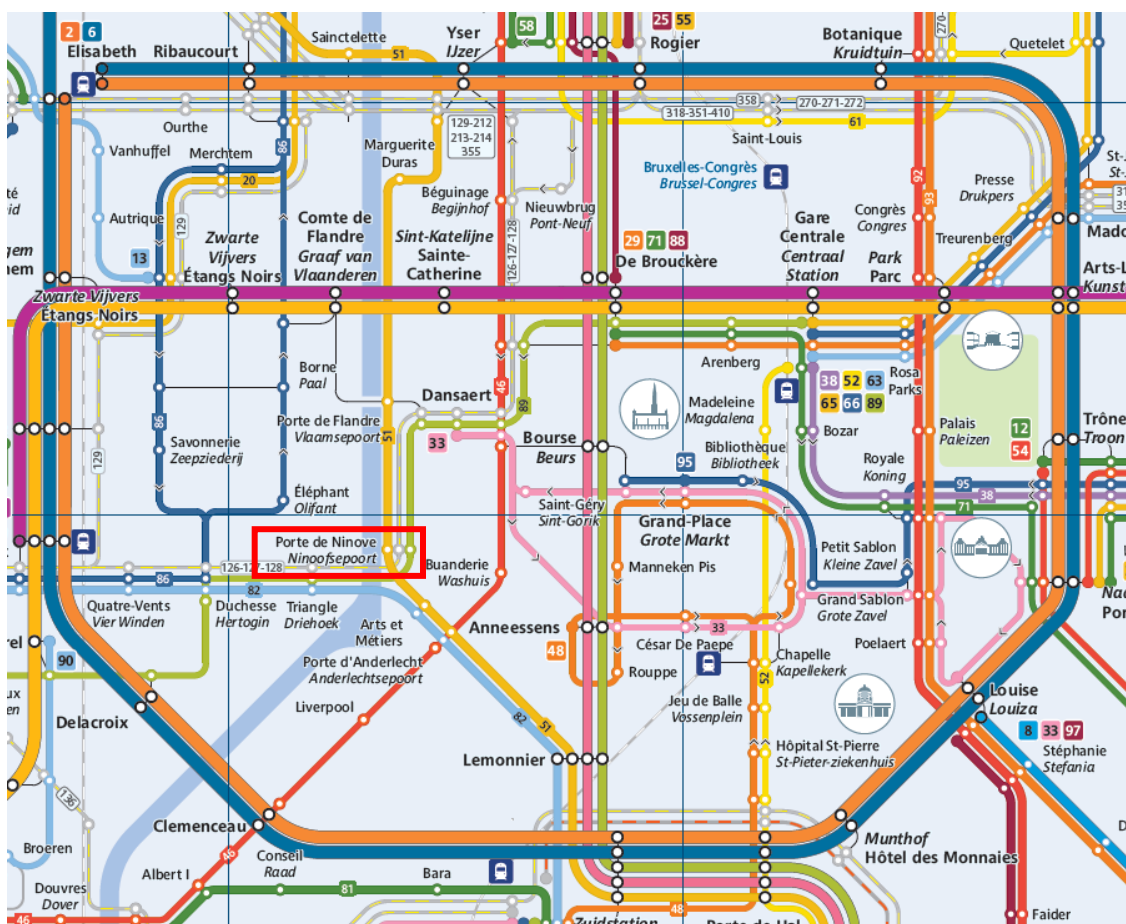 2 6
58
25 55
Elisabeth
Ribaucourt
Sainctelette
51
Yser
IJzer
Rogier
Botanique
Kruidtuin
Quetelet
270-
358
270-271-272
318-351-410
61
Saint-Louis
Ourthe
86
129-212
213-214
355
Vanhuffel
Merchtem
20
Marguerite
Duras
Bruxelles-Congrès
Brussel-Congres
92
93
Presse
Drukpers
Autrique
129
Béguinage
Begijnhof
Nieuwbrug
Pont-Neuf
126-127-128
13
Zwarte
Vijvers
Étangs Noirs
Comte de
Flandre
Graaf van
Vlaanderen
Sint-Katelijne
Sainte-
Catherine
29 71 88
De Brouckère
Gare
Centrale
Centraal
Station
Congrès
Congres
Park
Parc
Treurenberg
Mado
Arts-L
Kunst
Zwarte Vijvers
Étangs Noirs
Borne
Paal
46
Dansaert
89
Arenberg
38 52 63
65 66 89
Rosa
Parks
Madeleine
Magdalena
86
51
Porte de Flandre
Vlaamsepoort
33
Bourse
Beurs
Bozar
Palais
Paleizen
12
54
Trône
Troon
Savonnerie
Zeepziederij
129
95
Bibliothèque
Bibliotheek
Royale
Koning
Éléphant
Olifant
Saint-Géry
Sint-Gorik
95
38
71
Grand-Place
Grote Markt
Porte de Ninove
Ninoofsepoort
126-127-128
Buanderie
Washuis
Manneken Pis
Petit Sablon
Kleine Zavel
86
82
Quatre-Vents
Vier Winden
Duchesse
Hertogin
Triangle
Driehoek
Arts et
Métiers
Grand Sablon
Grote Zavel
Anneessens
33
48
César De Paepe
Poelaert
90
Chapelle
Kapellekerk
Porte d'Anderlecht
Anderlechtsepoort
Rouppe
52
Delacroix
Liverpool
82
51
Jeu de Balle
Vossenplein
Louise
Louiza
8 33 97
Stéphanie
Stefania
Lemonnier
Hôpital St-Pierre
St-Pieter-ziekenhuis
136
Clemenceau
Munthof
Hôtel des Monnaies
Broeren
46
Albert I
Conseil
Raad
Bara
81
Douvres
Dover
46
48
Zuidstation
Porte de Hal
Faider